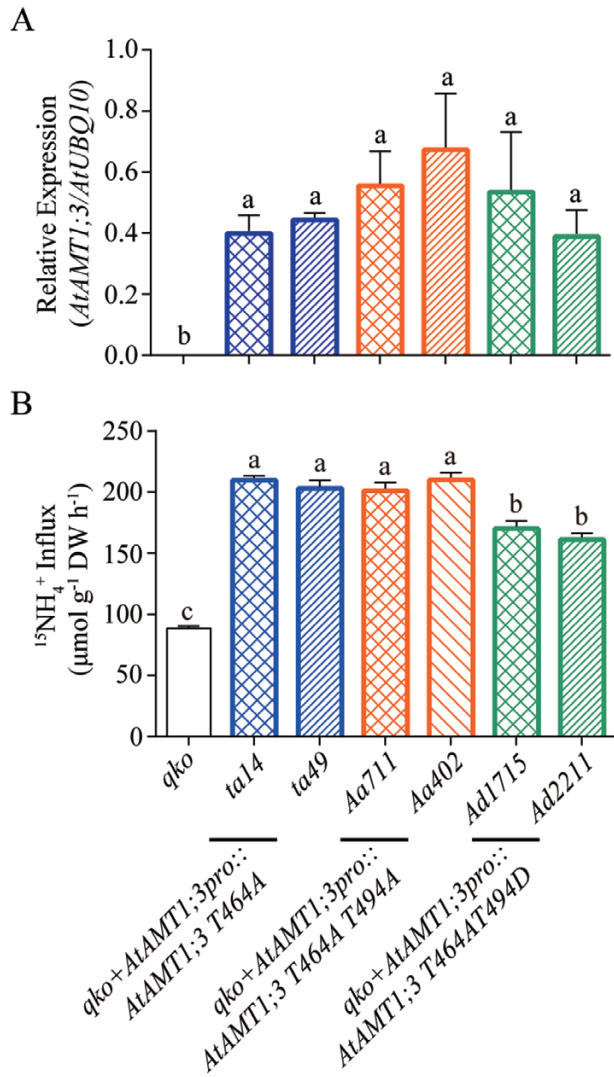 A
Relative Expression
(AtAMT1;3/AtUBQ10)
1.0
0.8
0.6
0.4
0.2
0.0
b
a
a
a
a
a
a
B
¹⁵NH₄⁺ Influx
(μmol g⁻¹ DW h⁻¹)
250
200
150
100
50
0
c
a
a
a
a
b
b
qko
ta14
ta49
Aa711
Aa402
Ad1715
Ad2211
qko+AtAMT1;3pro::
AtAMT1;3 T464A
qko+AtAMT1;3pro::
AtAMT1;3 T464A T494A
qko+AtAMT1;3pro::
AtAMT1;3 T464AT494D